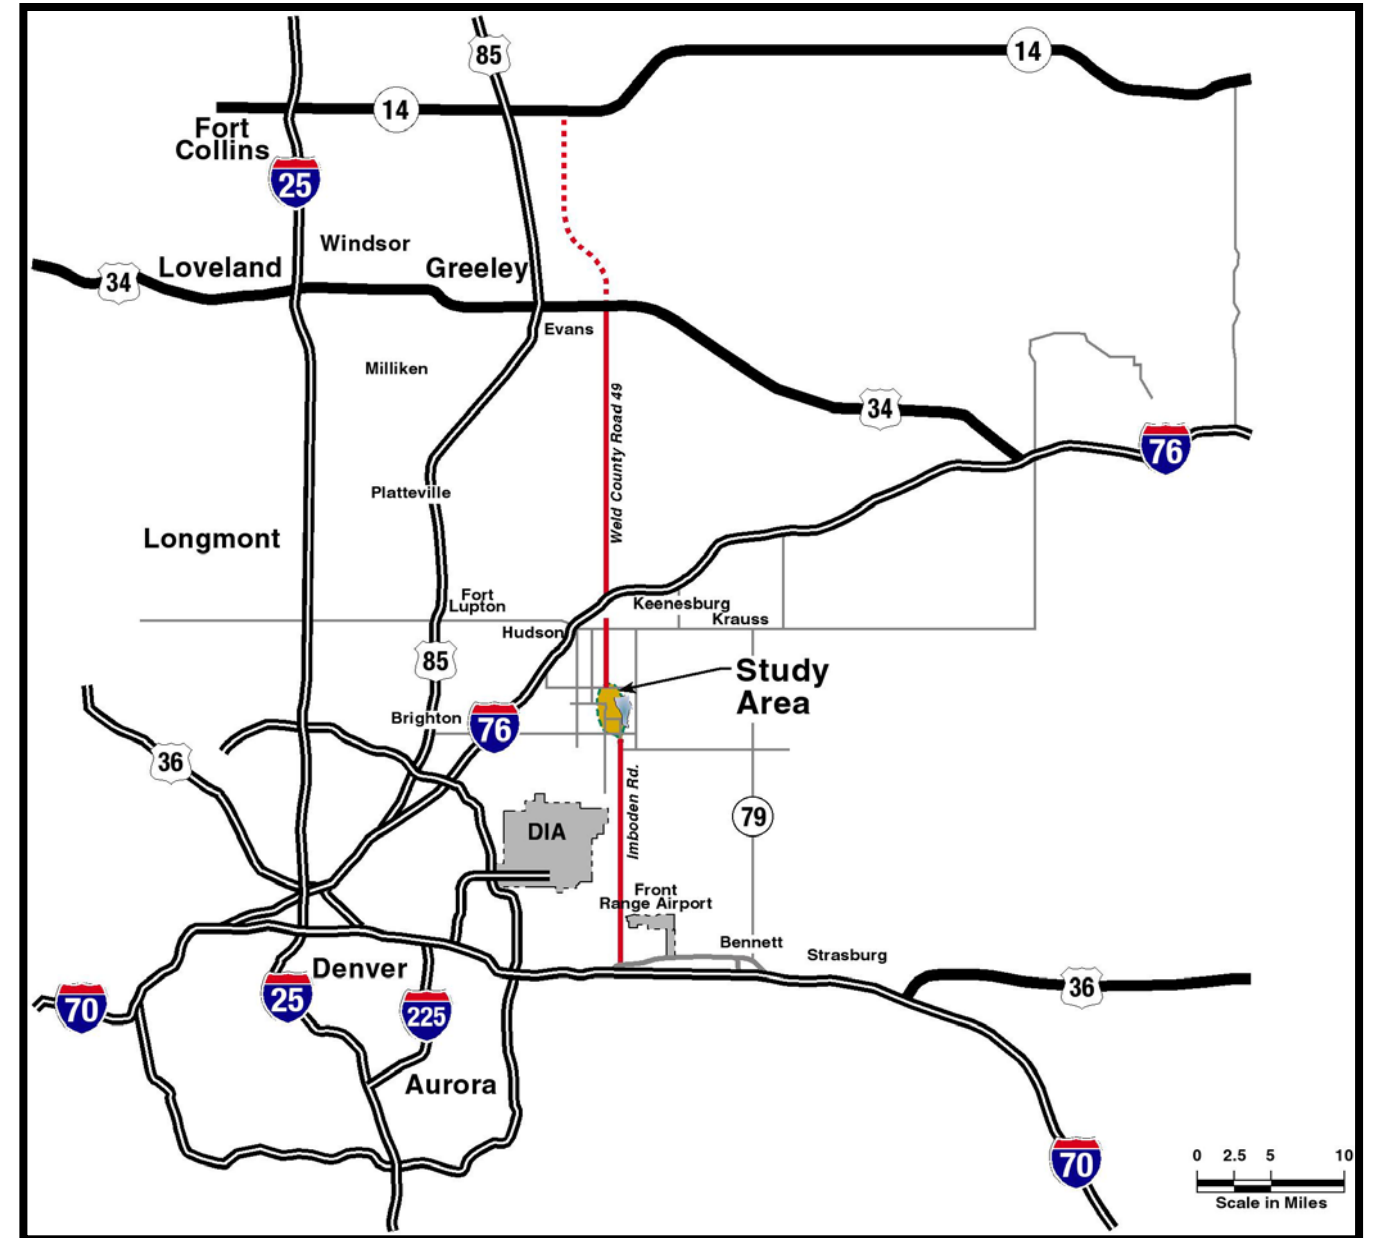 85
14
14
Fort
Collins
25
Windsor
Loveland
Greeley
34
Evans
Milliken
34
Weld County Road 49
76
Platteville
Longmont
Fort
Lupton
Keenesburg
Krauss
Hudson
85
Study
Area
Brighton
76
36
Imboden Rd.
79
DIA
Front
Range Airport
Bennett
Strasburg
Denver
36
70
25
225
Aurora
70
0 2.5 5 10
Scale in Miles